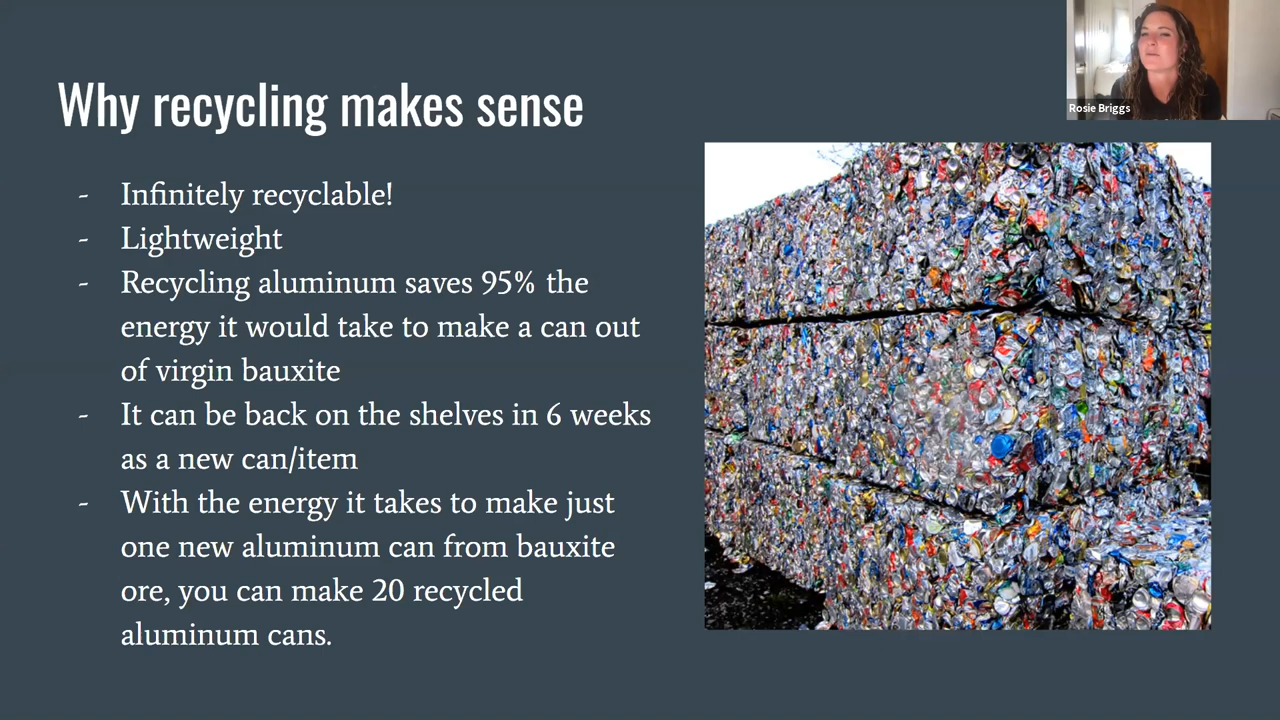 Rosie Briggs
Why recycling makes sense
- Infinitely recyclable!
- Lightweight
- Recycling aluminum saves 95% the
energy it would take to make a can out
of virgin bauxite
- It can be back on the shelves in 6 weeks
as a new can/item
- With the energy it takes to make just
one new aluminum can from bauxite
ore, you can make 20 recycled
aluminum cans.